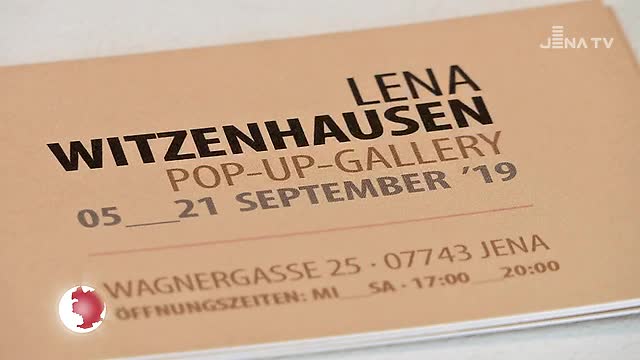 JENA TV
LENA
WITZENHAUSEN
POP-UP-GALLERY
05___21 SEPTEMBER '19
WAGNERGASSE 25 · 07743 JENA
ÖFFNUNGSZEITEN: MI___SA · 17:00___20:00